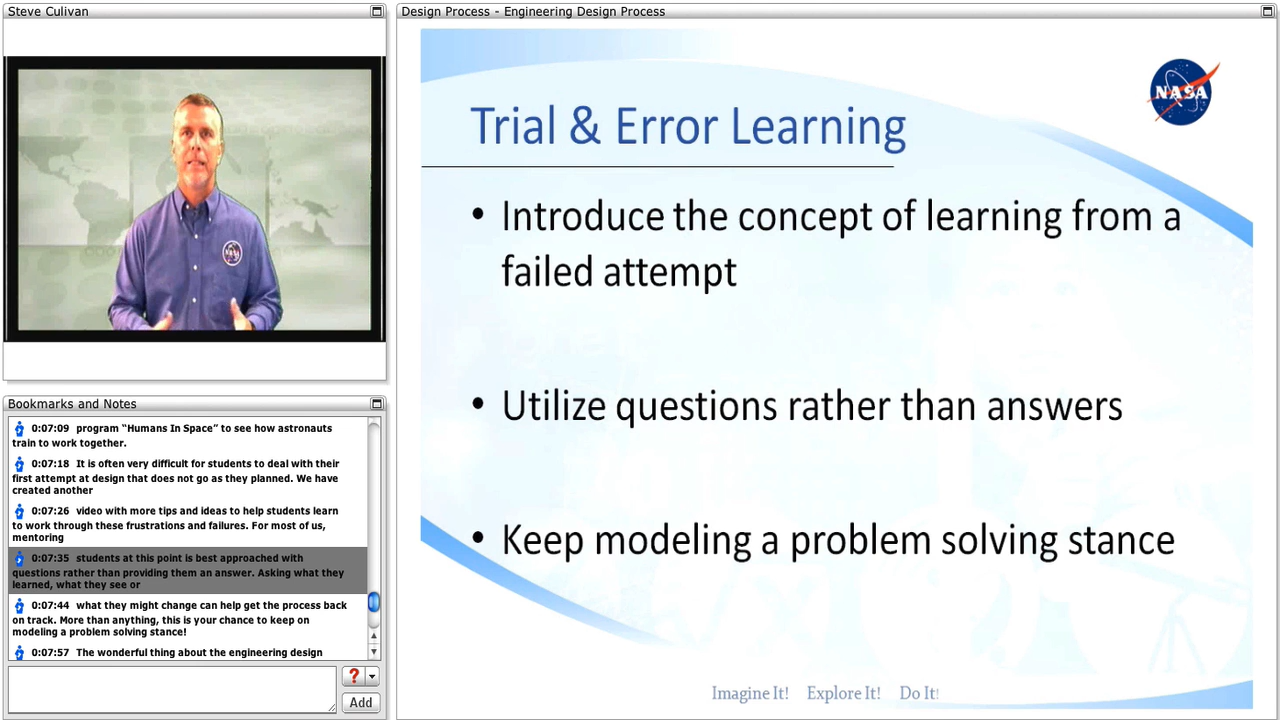 Steve Culivan
NASA
Bookmarks and Notes
0:07:09 program “Humans In Space” to see how astronauts
train to work together.
0:07:18 It is often very difficult for students to deal with their
first attempt at design that does not go as they planned. We have
created another
0:07:26 video with more tips and ideas to help students learn
to work through these frustrations and failures. For most of us,
mentoring
0:07:35 students at this point is best approached with
questions rather than providing them an answer. Asking what they
learned, what they see or
0:07:44 what they might change can help get the process back
on track. More than anything, this is your chance to keep on
modeling a problem solving stance!
0:07:57 The wonderful thing about the engineering design
?
Add
Design Process - Engineering Design Process
NASA
Trial & Error Learning
• Introduce the concept of learning from a
failed attempt
• Utilize questions rather than answers
• Keep modeling a problem solving stance
Imagine It! Explore It! Do It!